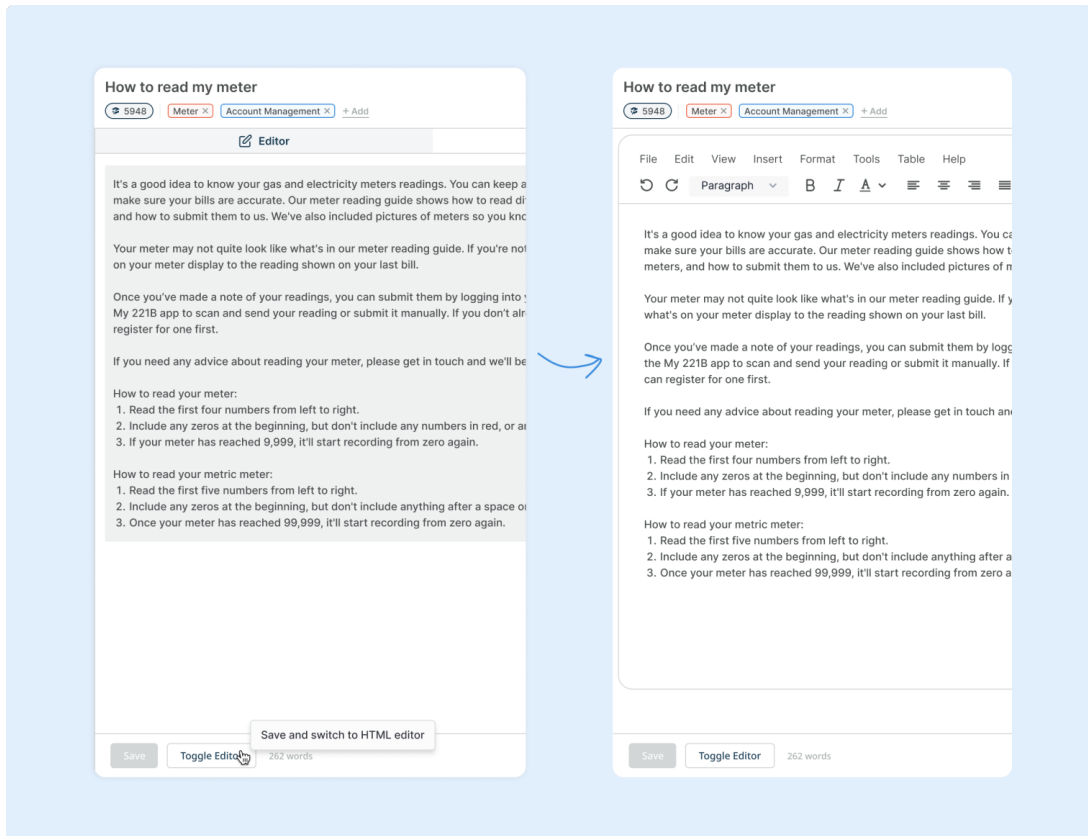 How to read my meter
5948 Meter × Account Management × + Add
Editor
It's a good idea to know your gas and electricity meters readings. You can keep a
make sure your bills are accurate. Our meter reading guide shows how to read
and how to submit them to us. We've also included pictures of meters so you
Your meter may not quite look like what's in our meter reading guide. If you're
on your meter display to the reading shown on your last bill.
Once you've made a note of your readings, you can submit them by logging into
My 221B app to scan and send your reading or submit it manually. If you don't
register for one first.
If you need any advice about reading your meter, please get in touch and we'll be
How to read your meter:
1. Read the first four numbers from left to right.
2. Include any zeros at the beginning, but don't include any numbers in red, or
3. If your meter has reached 9,999, it'll start recording from zero again.
How to read your metric meter:
1. Read the first five numbers from left to right.
2. Include any zeros at the beginning, but don't include anything after a space
3. Once your meter has reached 99,999, it'll start recording from zero again.
Save and switch to HTML editor
Save Toggle Editor 262 words
How to read my meter
5948 Meter × Account Management × + Add
File Edit View Insert Format Tools Table Help
Paragraph B I A
It's a good idea to know your gas and electricity meters readings. You
make sure your bills are accurate. Our meter reading guide shows how
meters, and how to submit them to us. We've also included pictures of
Your meter may not quite look like what's in our meter reading guide. If
what's on your meter display to the reading shown on your last bill.
Once you've made a note of your readings, you can submit them by
the My 221B app to scan and send your reading or submit it manually. If
can register for one first.
If you need any advice about reading your meter, please get in touch
How to read your meter:
1. Read the first four numbers from left to right.
2. Include any zeros at the beginning, but don't include any numbers in
3. If your meter has reached 9,999, it'll start recording from zero again.
How to read your metric meter:
1. Read the first five numbers from left to right.
2. Include any zeros at the beginning, but don't include anything after a
3. Once your meter has reached 99,999, it'll start recording from zero
Save Toggle Editor 262 words